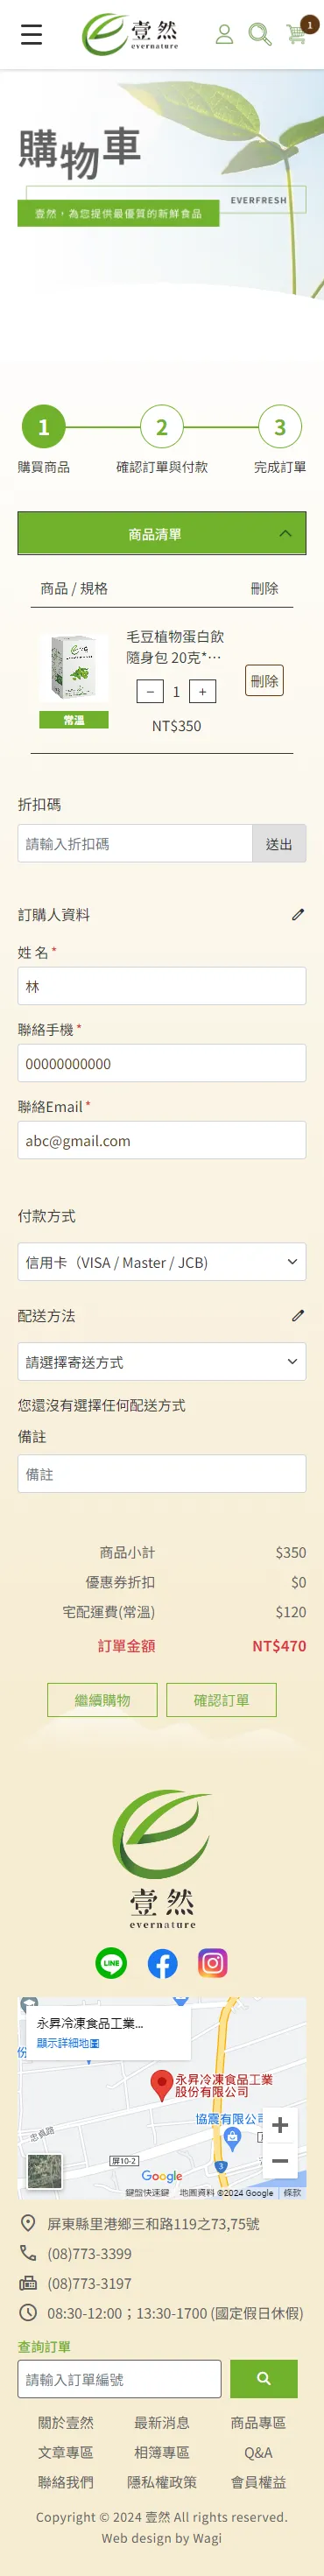 壹然
evernature
1
購物車
EVERFRESH
壹然，為您提供最優質的新鮮食品
1 2 3
購買商品 確認訂單與付款 完成訂單
商品清單
商品 / 規格 刪除
毛豆植物蛋白飲
隨身包 20克*…
刪除
− 1 +
常溫
NT$350
折扣碼
請輸入折扣碼 送出
訂購人資料
姓 名 *
林
聯絡手機 *
00000000000
聯絡Email *
abc@gmail.com
付款方式
信用卡（VISA / Master / JCB)
配送方法
請選擇寄送方式
您還沒有選擇任何配送方式
備註
備註
商品小計 $350
優惠券折扣 $0
宅配運費(常溫) $120
訂單金額 NT$470
繼續購物 確認訂單
壹然
evernature
LINE
永昇冷凍食品工業...
顯示詳細地圖
永昇冷凍食品工業
股份有限公司
協震有限公司
屏10-2
3
Google
鍵盤快速鍵 地圖資料 ©2024 Google 條款
屏東縣里港鄉三和路119之73,75號
(08)773-3399
(08)773-3197
08:30-12:00；13:30-1700 (國定假日休假)
查詢訂單
請輸入訂單編號
關於壹然 最新消息 商品專區
文章專區 相簿專區 Q&A
聯絡我們 隱私權政策 會員權益
Copyright © 2024 壹然 All rights reserved.
Web design by Wagi